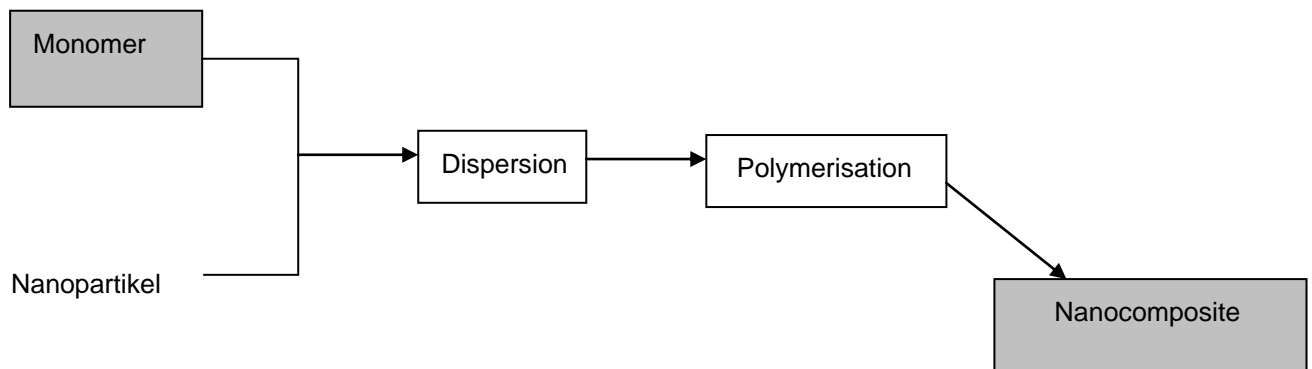 Monomer
Dispersion
Polymerisation
Nanopartikel
Nanocomposite